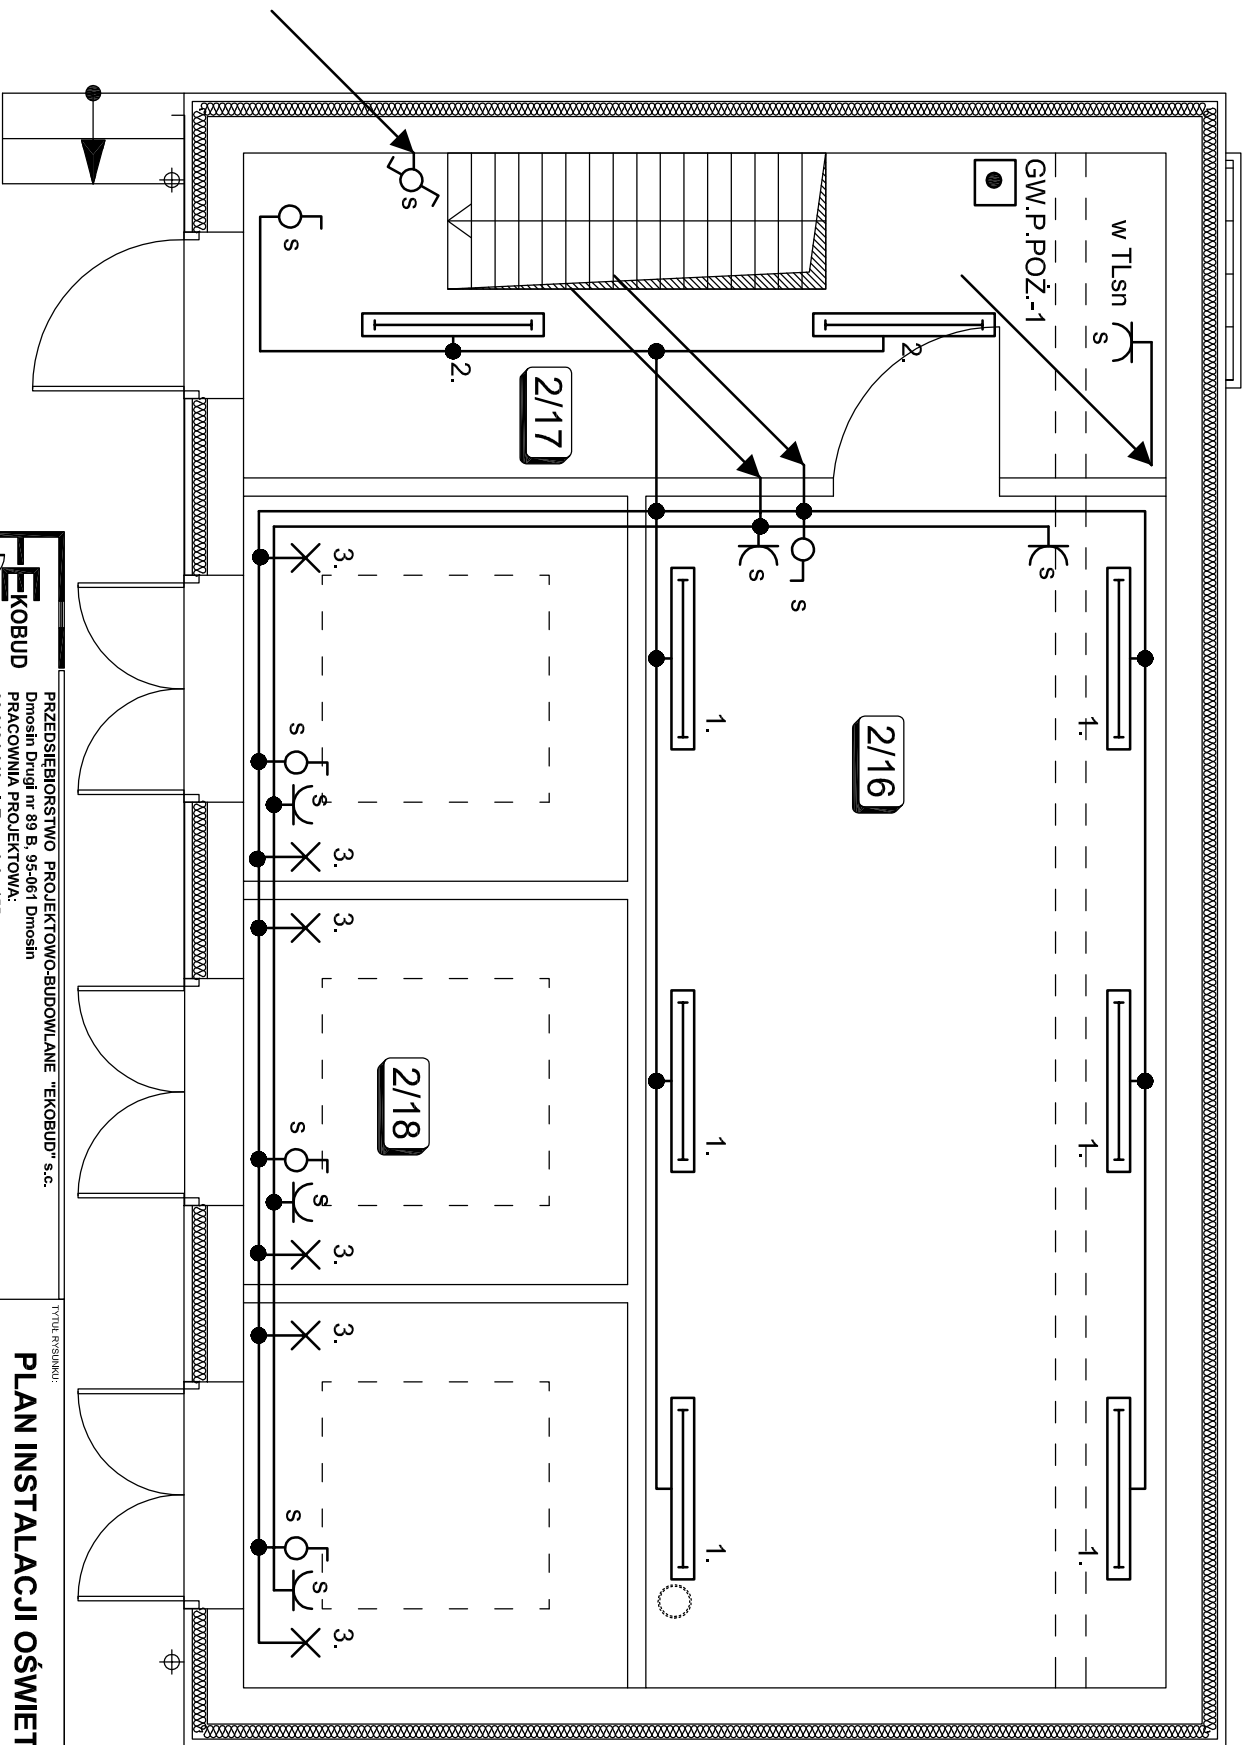 w TLsn
s
GW.P.POŻ.-1
s
s
2.
2.
2/17
s
s
s
1.
1.
2/16
3.
s
s
3.
3.
1.
1.
2/18
s
s
3.
3.
1.
1.
s
s
3.
KOBUD
PRZEDSIĘBIORSTWO PROJEKTOWO-BUDOWLANE "EKOBUD" s.c.
Dmosin Drugi nr 89 B, 95-061 Dmosin
PRACOWNIA PROJEKTOWA:
TYTUŁ RYSUNKU:
PLAN INSTALACJI OŚWIET